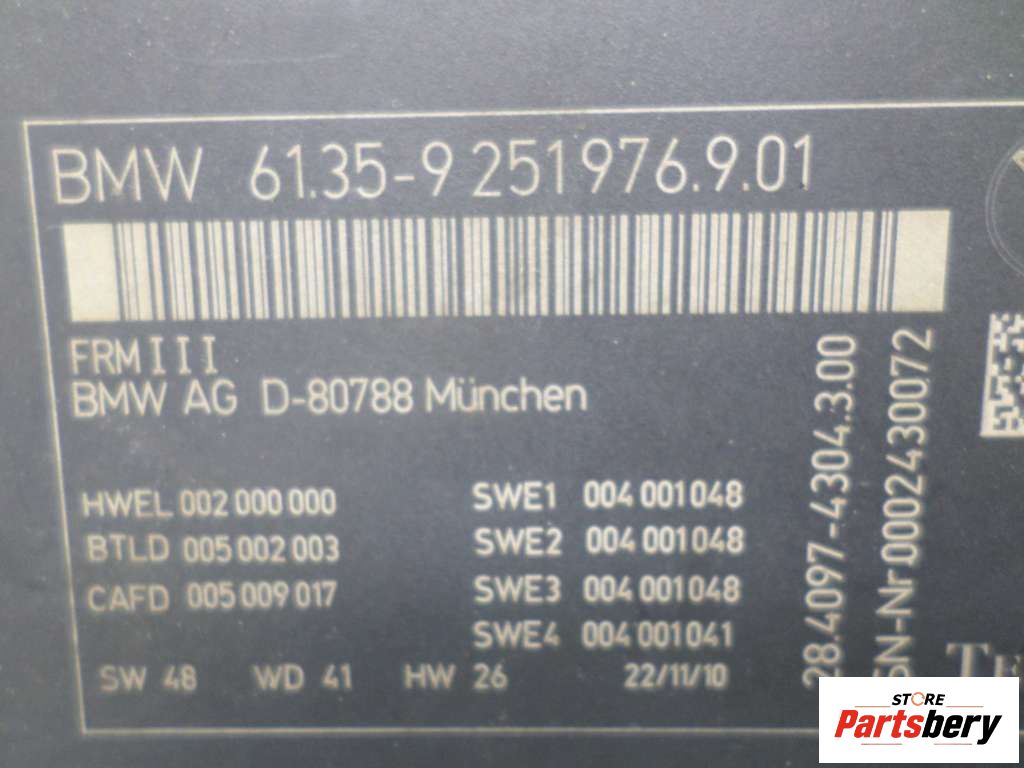 BMW 61.35-9 251976.9.01
FRM III
BMW AG D-80788 München
HWEL 002 000 000
BTLD 005 002 003
CAFD 005 009 017
SWE1 004 001048
SWE2 004 001048
SWE3 004 001048
SWE4 004 001041
SW 48 WD 41 HW 26 22/11/10
28.4097-4304.3.00
SN-Nr0002430072
STORE
Partsbery